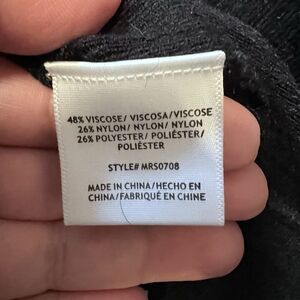 48% VISCOSE/VISCOSA/VISCOSE
26% NYLON/NYLON/NYLON
26% POLYESTER/POLIÉSTER/
POLIÉSTER
STYLE# MRS0708
MADE IN CHINA/HECHO EN
CHINA/FABRIQUÉ EN CHINE